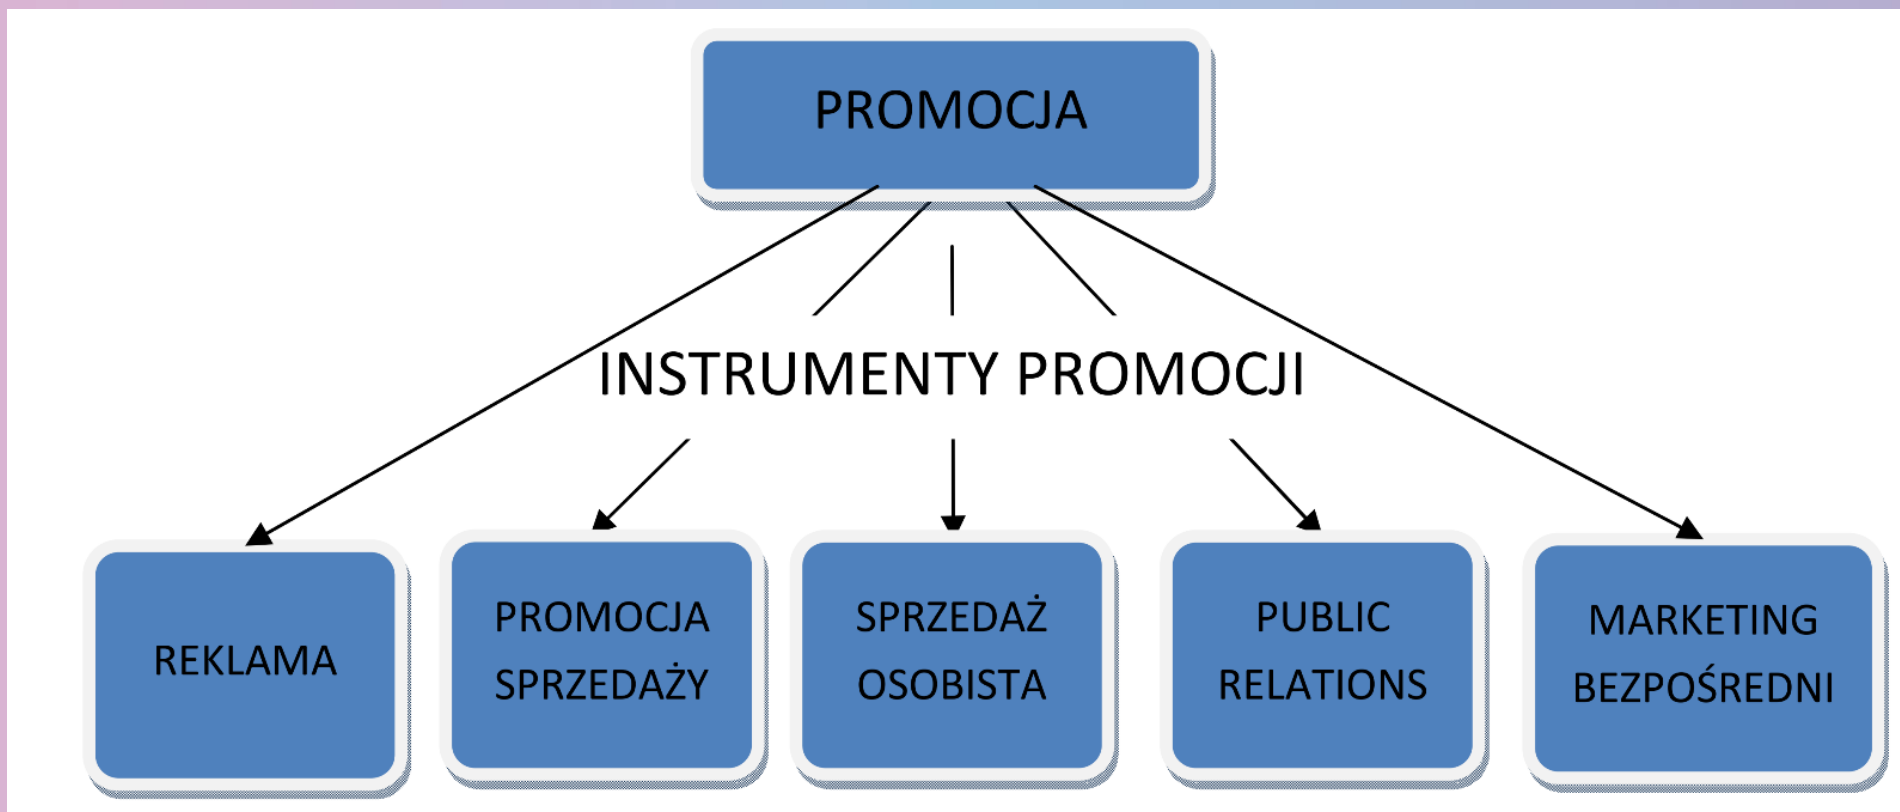 PROMOCJA
INSTRUMENTY PROMOCJI
REKLAMA
PROMOCJA
SPRZEDAŻY
SPRZEDAŻ
OSOBISTA
PUBLIC
RELATIONS
MARKETING
BEZPOŚREDNI